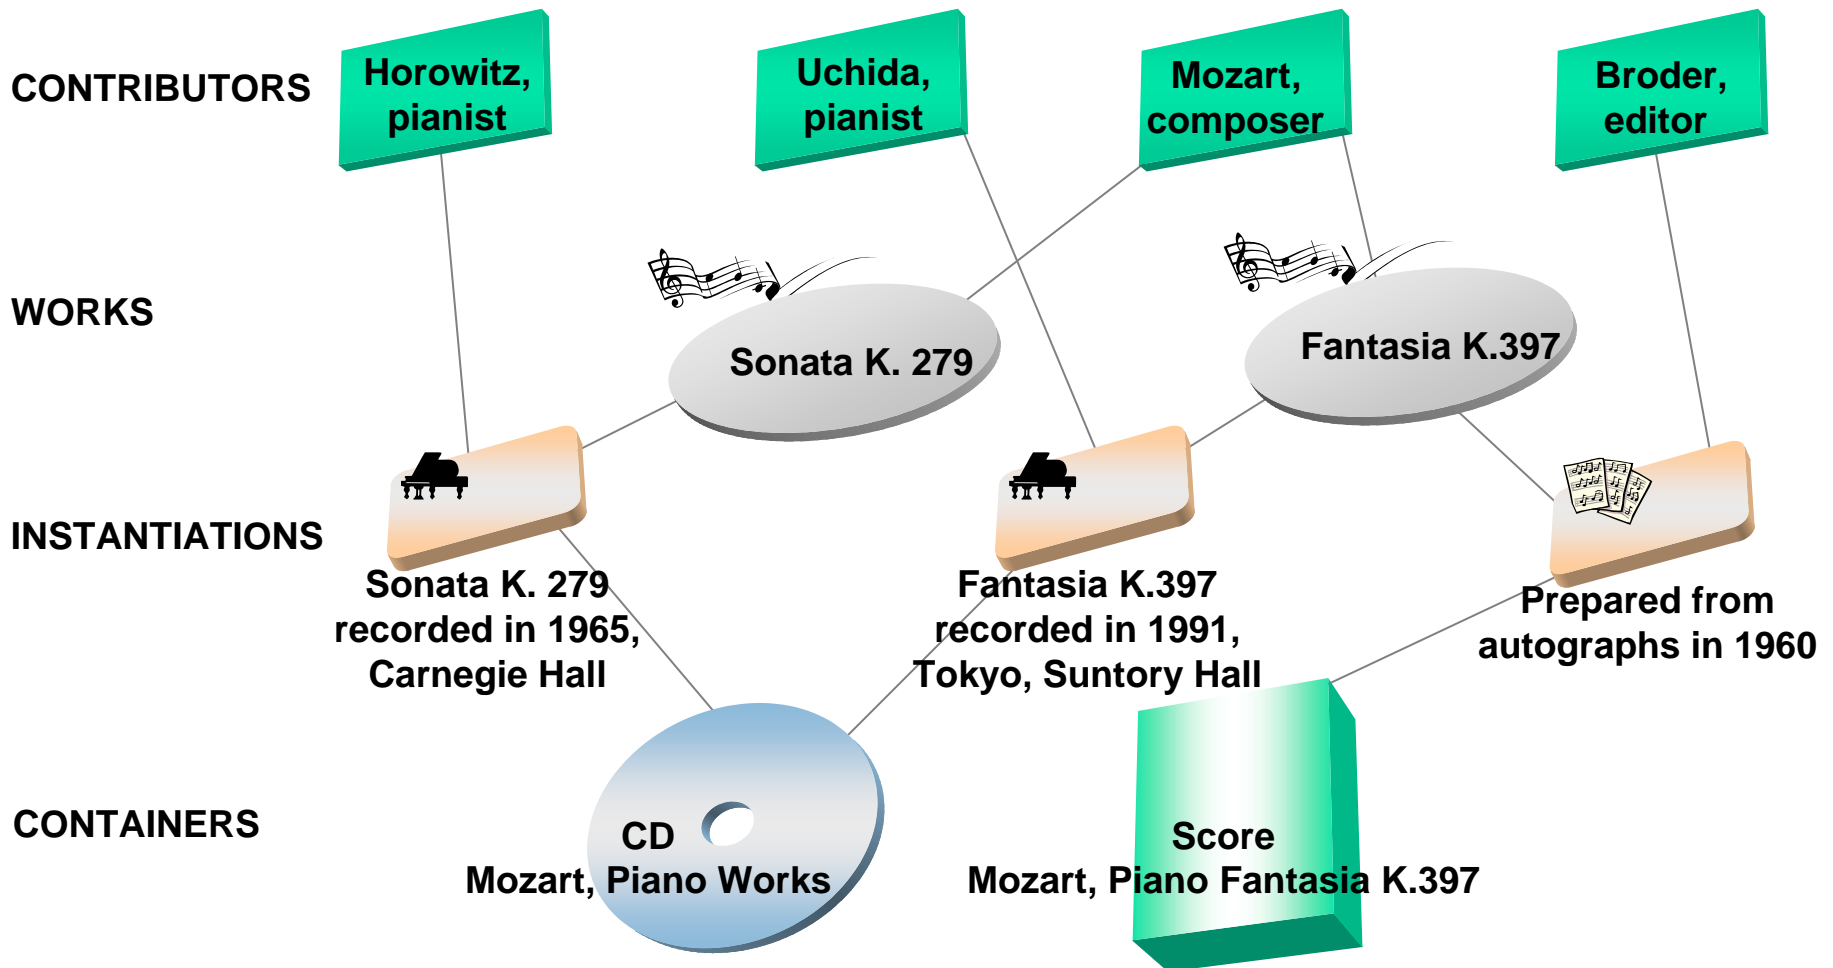 CONTRIBUTORS
Horowitz,
pianist
Uchida,
pianist
Mozart,
composer
Broder,
editor
WORKS
Sonata K. 279
Fantasia K.397
INSTANTIATIONS
Sonata K. 279
recorded in 1965,
Carnegie Hall
Fantasia K.397
recorded in 1991,
Tokyo, Suntory Hall
Prepared from
autographs in 1960
CONTAINERS
CD
Mozart, Piano Works
Score
Mozart, Piano Fantasia K.397